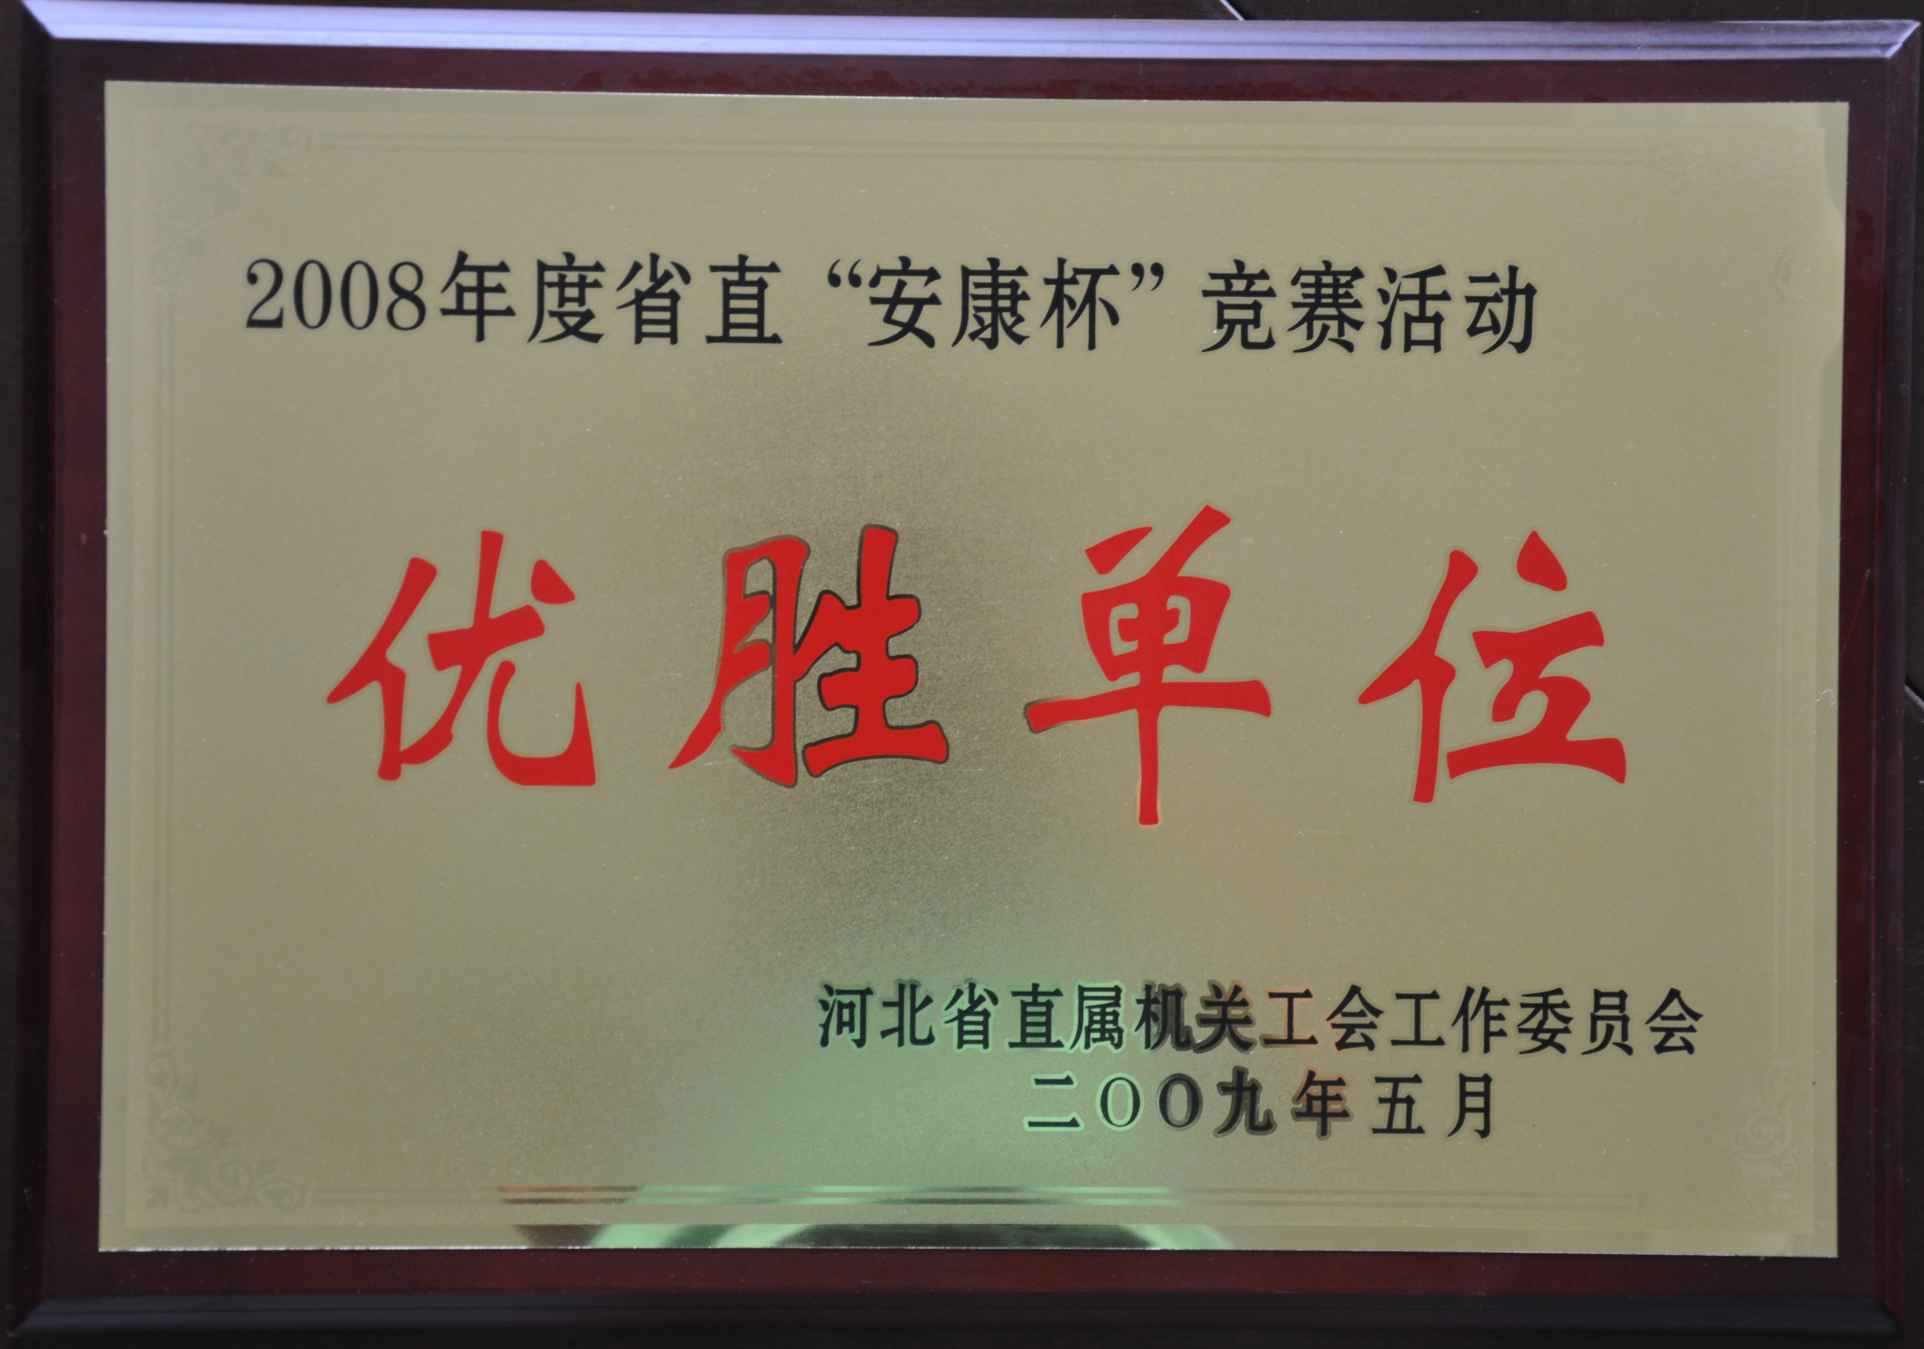 2008年度省直“安康杯”竞赛活动
优胜单位
河北省直属机关工会工作委员会
二〇〇九年五月